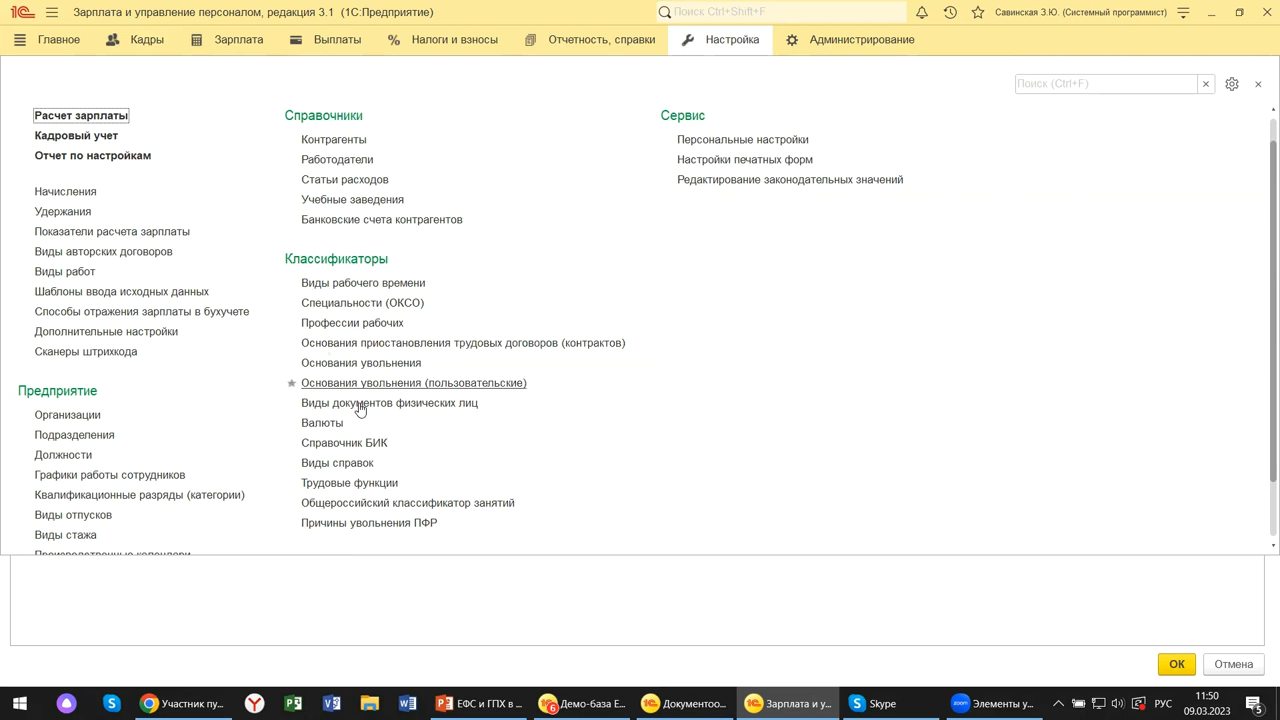 Зарплата и управление персоналом, редакция 3.1 (1С:Предприятие)
Поиск Ctrl+Shift+F
Савинская З.Ю. (Системный программист)
Главное
Кадры
Зарплата
Выплаты
Налоги и взносы
Отчетность, справки
Настройка
Администрирование
Поиск (Ctrl+F)
Расчет зарплаты
Кадровый учет
Отчет по настройкам
Начисления
Удержания
Показатели расчета зарплаты
Виды авторских договоров
Виды работ
Шаблоны ввода исходных данных
Способы отражения зарплаты в бухучете
Дополнительные настройки
Сканеры штрихкода
Предприятие
Организации
Подразделения
Должности
Графики работы сотрудников
Квалификационные разряды (категории)
Виды отпусков
Виды стажа
Производственные календари
Справочники
Контрагенты
Работодатели
Статьи расходов
Учебные заведения
Банковские счета контрагентов
Классификаторы
Виды рабочего времени
Специальности (ОКСО)
Профессии рабочих
Основания приостановления трудовых договоров (контрактов)
Основания увольнения
Основания увольнения (пользовательские)
Виды документов физических лиц
Валюты
Справочник БИК
Виды справок
Трудовые функции
Общероссийский классификатор занятий
Причины увольнения ПФР
Сервис
Персональные настройки
Настройки печатных форм
Редактирование законодательных значений
ОК
Отмена
Участник пу...
ЕФС и ГПХ в ...
Демо-база Е...
Документоо...
Зарплата и у...
Skype
Элементы у...
РУС
11:50
09.03.2023